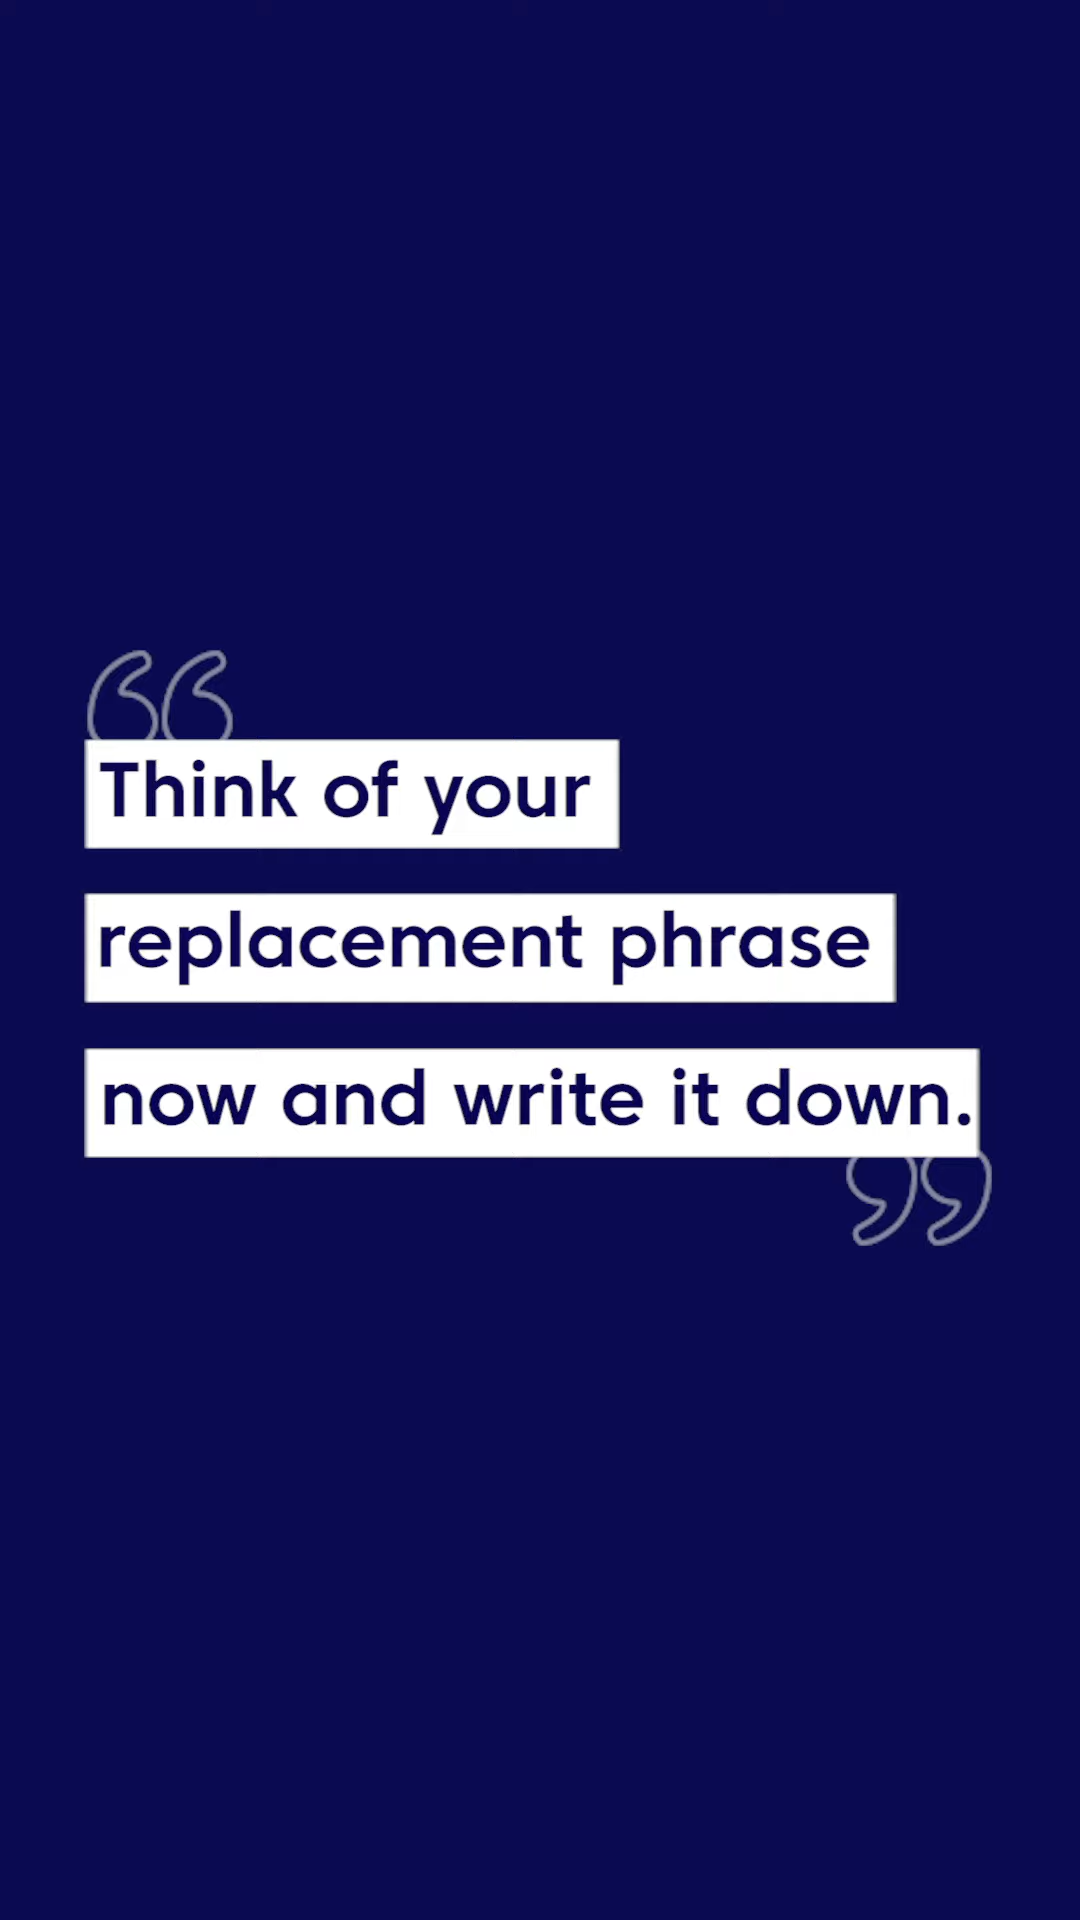 “
Think of your
replacement phrase
now and write it down.
”